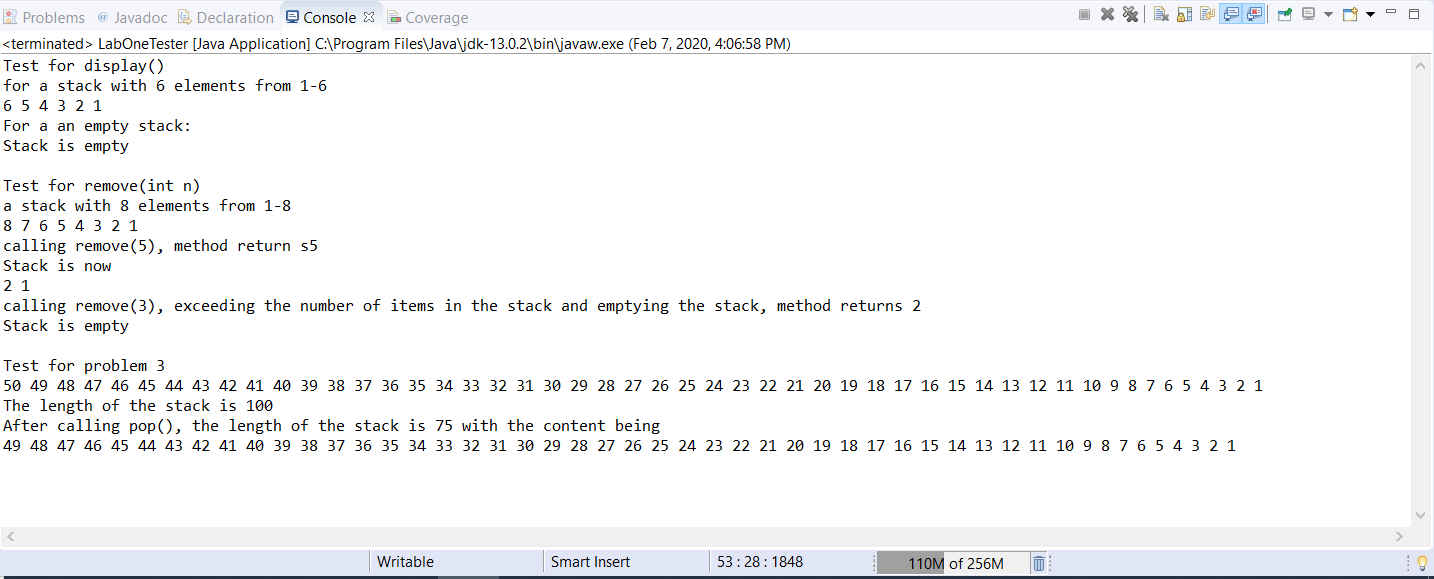 Problems @ Javadoc Declaration Console Coverage
<terminated> LabOneTester [Java Application] C:\Program Files\Java\jdk-13.0.2\bin\javaw.exe (Feb 7, 2020, 4:06:58 PM)
Test for display()
for a stack with 6 elements from 1-6
6 5 4 3 2 1
For a an empty stack:
Stack is empty
Test for remove(int n)
a stack with 8 elements from 1-8
8 7 6 5 4 3 2 1
calling remove(5), method return s5
Stack is now
2 1
calling remove(3), exceeding the number of items in the stack and emptying the stack, method returns 2
Stack is empty
Test for problem 3
50 49 48 47 46 45 44 43 42 41 40 39 38 37 36 35 34 33 32 31 30 29 28 27 26 25 24 23 22 21 20 19 18 17 16 15 14 13 12 11 10 9 8 7 6 5 4 3 2 1
The length of the stack is 100
After calling pop(), the length of the stack is 75 with the content being
49 48 47 46 45 44 43 42 41 40 39 38 37 36 35 34 33 32 31 30 29 28 27 26 25 24 23 22 21 20 19 18 17 16 15 14 13 12 11 10 9 8 7 6 5 4 3 2 1
Writable Smart Insert 53 : 28 : 1848 110M of 256M